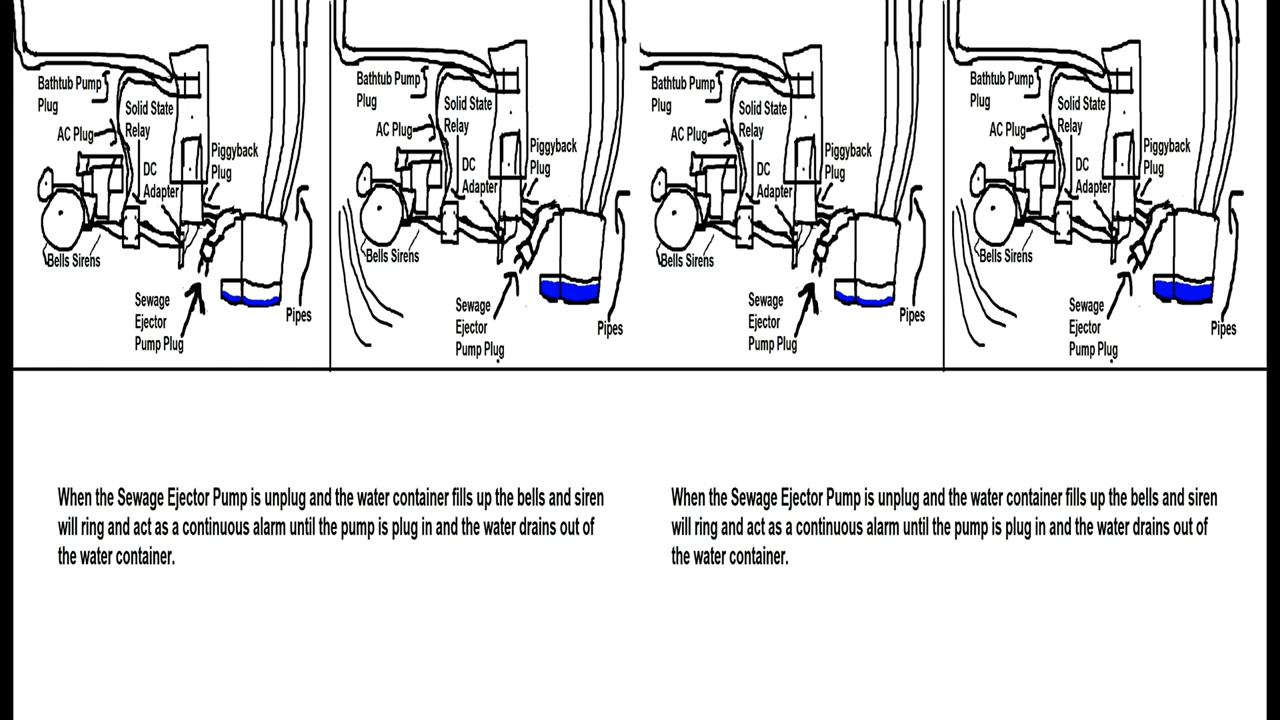 Bathtub Pump
Plug
AC Plug
Solid State
Relay
DC
Adapter
Piggyback
Plug
Bells Sirens
Sewage
Ejector
Pump Plug
Pipes
Bathtub Pump
Plug
AC Plug
Solid State
Relay
DC
Adapter
Piggyback
Plug
Bells Sirens
Sewage
Ejector
Pump Plug
Pipes
Bathtub Pump
Plug
AC Plug
Solid State
Relay
DC
Adapter
Piggyback
Plug
Bells Sirens
Sewage
Ejector
Pump Plug
Pipes
Bathtub Pump
Plug
AC Plug
Solid State
Relay
DC
Adapter
Piggyback
Plug
Bells Sirens
Sewage
Ejector
Pump Plug
Pipes
When the Sewage Ejector Pump is unplug and the water container fills up the bells and siren
will ring and act as a continuous alarm until the pump is plug in and the water drains out of
the water container.
When the Sewage Ejector Pump is unplug and the water container fills up the bells and siren
will ring and act as a continuous alarm until the pump is plug in and the water drains out of
the water container.